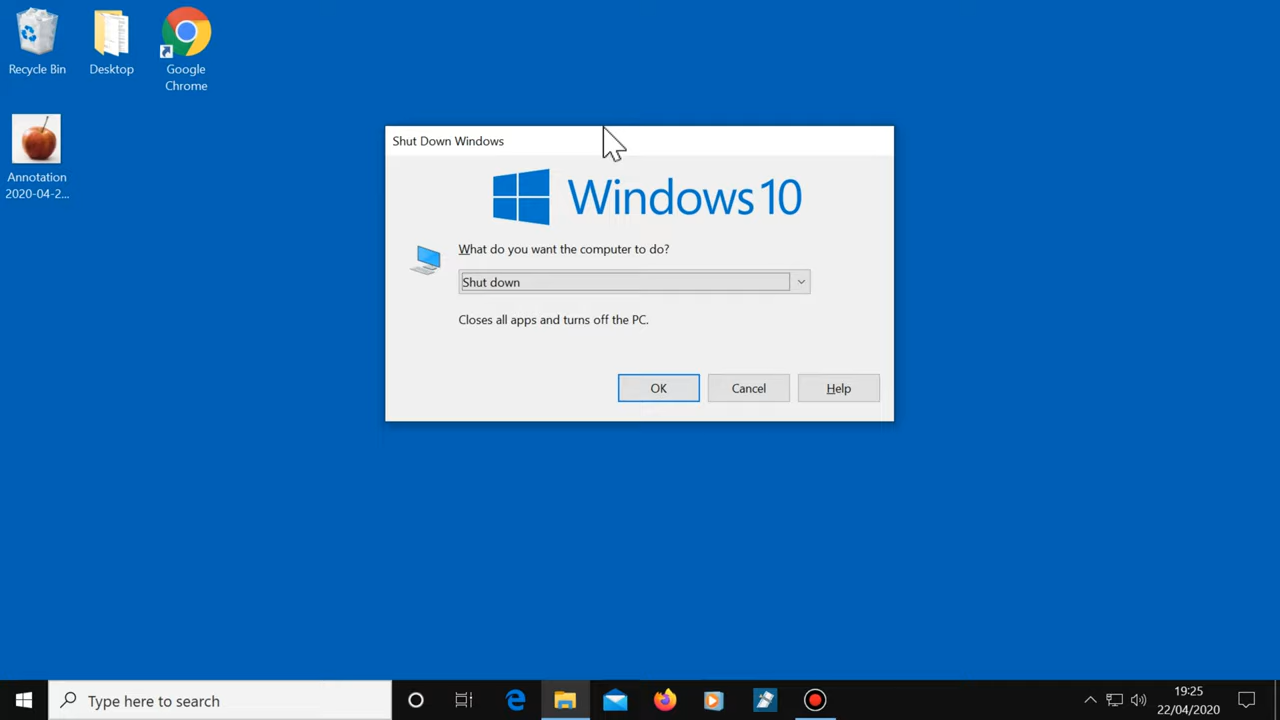 Recycle Bin
Desktop
Google
Chrome
Annotation
2020-04-2...
Shut Down Windows
Windows 10
What do you want the computer to do?
Shut down
Closes all apps and turns off the PC.
OK
Cancel
Help
Type here to search
19:25
22/04/2020